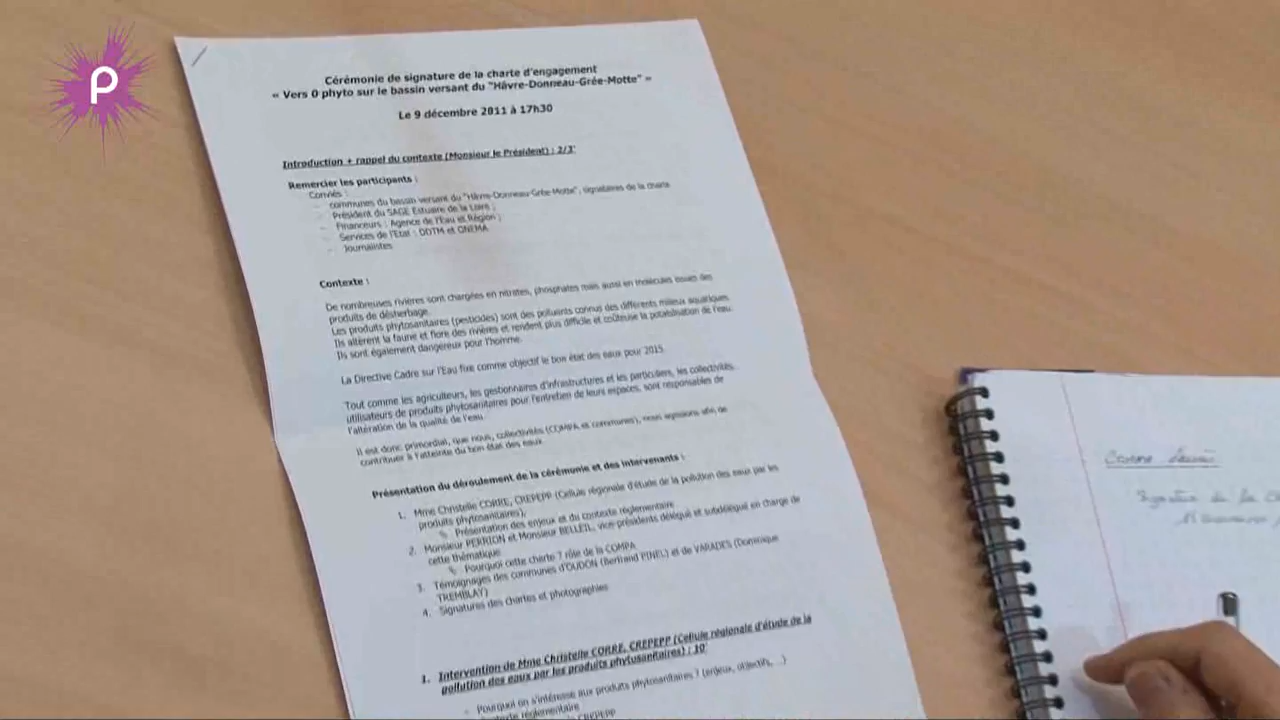 P
Cérémonie de signature de la charte d'engagement
« Vers 0 phyto sur le bassin versant du "Hâvre-Donneau-Grée-Motte" »
Le 9 décembre 2011 à 17h30
Introduction + rappel du contexte (Monsieur le Président) : 2/3'
Remercier les participants :
Conviés :
- communes du bassin versant du "Hâvre-Donneau-Grée-Motte", signataires de la charte
- Président du SAGE Estuaire de la Loire ;
- Financeurs : Agence de l'Eau et Région ;
- Services de l'Etat : DDTM et ONEMA
- Journalistes
Contexte :
De nombreuses rivières sont chargées en nitrates, phosphates mais aussi en molécules issues des
produits de désherbage.
Les produits phytosanitaires (pesticides) sont des polluants connus des différents milieux aquatiques.
Ils altèrent la faune et flore des rivières et rendent plus difficile et coûteuse la potabilisation de l'eau.
Ils sont également dangereux pour l'homme.
La Directive Cadre sur l'Eau fixe comme objectif le bon état des eaux pour 2015.
Tout comme les agriculteurs, les gestionnaires d'infrastructures et les particuliers, les collectivités,
utilisateurs de produits phytosanitaires pour l'entretien de leurs espaces, sont responsables de
l'altération de la qualité de l'eau.
Il est donc primordial, que nous, collectivités (COMPA et communes), nous agissions afin de
contribuer à l'atteinte du bon état des eaux.
Présentation du déroulement de la cérémonie et des intervenants :
1. Mme Christelle CORRE, CREPEPP (Cellule régionale d'étude de la pollution des eaux par les
produits phytosanitaires),
Présentation des enjeux et du contexte réglementaire
2. Monsieur PERRION et Monsieur BELLEIL, vice-présidents délégué et subdélégué en charge de
cette thématique
Pourquoi cette charte ? rôle de la COMPA
3. Témoignages des communes d'OUDON (Bertrand PINEL) et de VARADES (Dominique
TREMBLAY)
4. Signatures des chartes et photographies
1. Intervention de Mme Christelle CORRE, CREPEPP (Cellule régionale d'étude de la
pollution des eaux par les produits phytosanitaires) : 10'
- Pourquoi on s'intéresse aux produits phytosanitaires ? (enjeux, objectifs, ...)
contexte réglementaire
CREPEPP